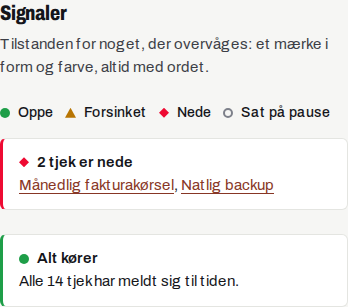 Signaler
Tilstanden for noget, der overvåges: et mærke i
form og farve, altid med ordet.
Oppe Forsinket Nede Sat på pause
2 tjek er nede
Månedlig fakturakørsel, Natlig backup
Alt kører
Alle 14 tjek har meldt sig til tiden.